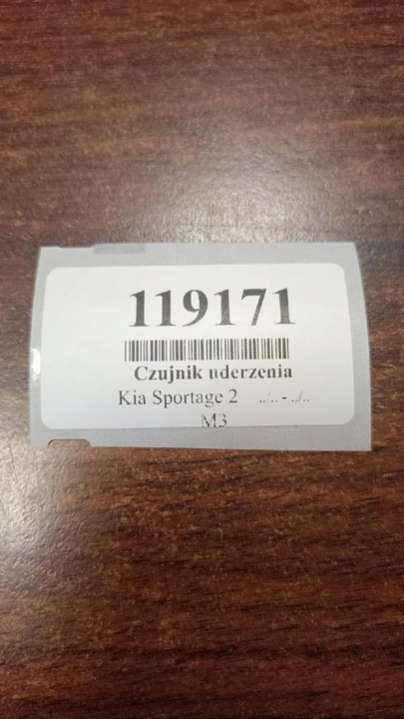 119171
Czujnik uderzenia
Kia Sportage 2 ../.. - ../..
M3